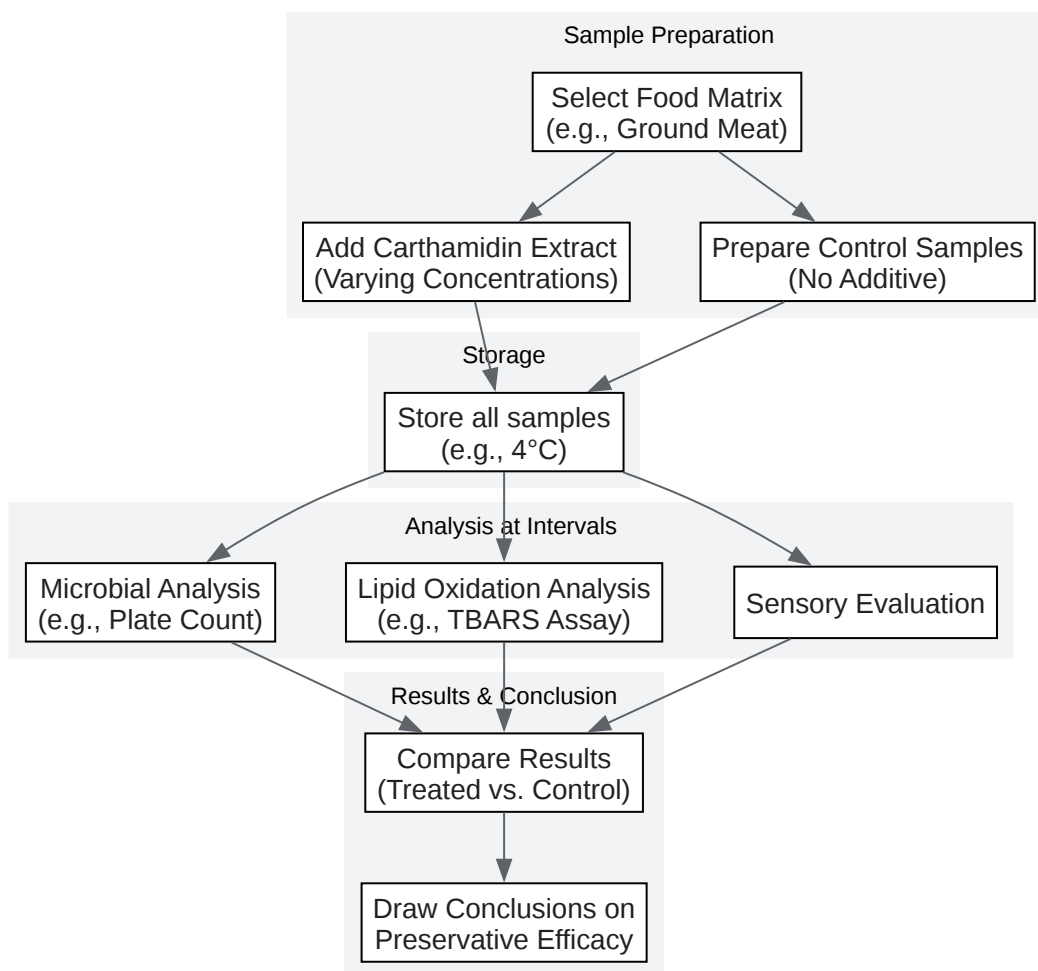 Sample Preparation
Select Food Matrix
(e.g., Ground Meat)
Add Carthamidin Extract
(Varying Concentrations)
Prepare Control Samples
(No Additive)
Storage
Store all samples
(e.g., 4°C)
Analysis at Intervals
Microbial Analysis
(e.g., Plate Count)
Lipid Oxidation Analysis
(e.g., TBARS Assay)
Sensory Evaluation
Results & Conclusion
Compare Results
(Treated vs. Control)
Draw Conclusions on
Preservative Efficacy